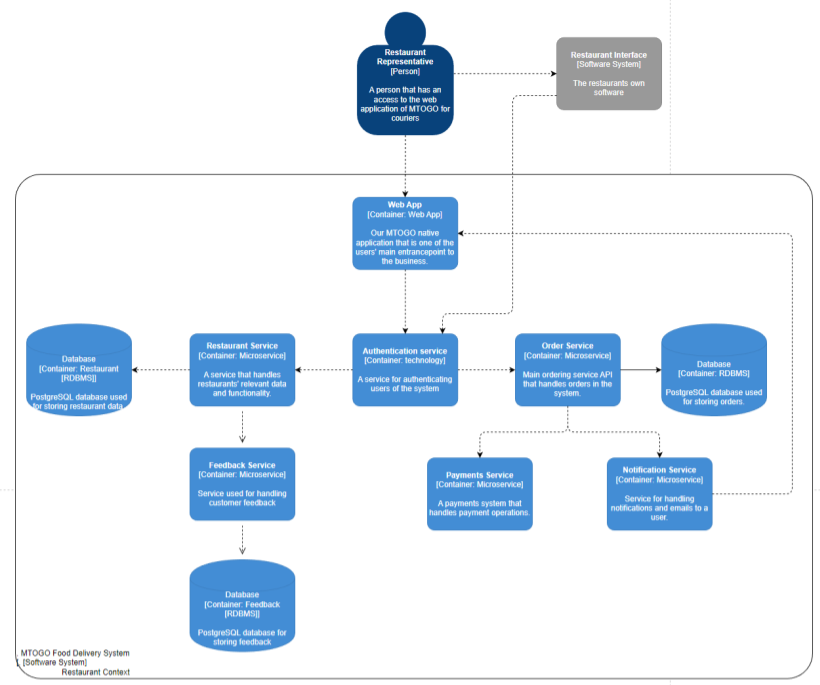 Restaurant
Representative
[Person]
A person that has an
access to the web
application of MTOGO for
couriers
Restaurant Interface
[Software System]
The restaurants own
software
Web App
[Container: Web App]
Our MTOGO native
application that is one of the
users' main entrancepoint to
the business.
Database
[Container: Restaurant
[RDBMS]]
PostgreSQL database used
for storing restaurant data.
Restaurant Service
[Container: Microservice]
A service that handles
restaurants' relevant data
and functionality.
Authentication service
[Container: technology]
A service for authenticating
users of the system
Order Service
[Container: Microservice]
Main ordering service API
that handles orders in the
system.
Database
[Container: RDBMS]
PostgreSQL database used
for storing orders.
Feedback Service
[Container: Microservice]
Service used for handling
customer feedback
Payments Service
[Container: Microservice]
A payments system that
handles payment operations.
Notification Service
[Container: Microservice]
Service for handling
notifications and emails to a
user.
Database
[Container: Feedback
[RDBMS]]
PostgreSQL database for
storing feedback
MTOGO Food Delivery System
[Software System]
Restaurant Context